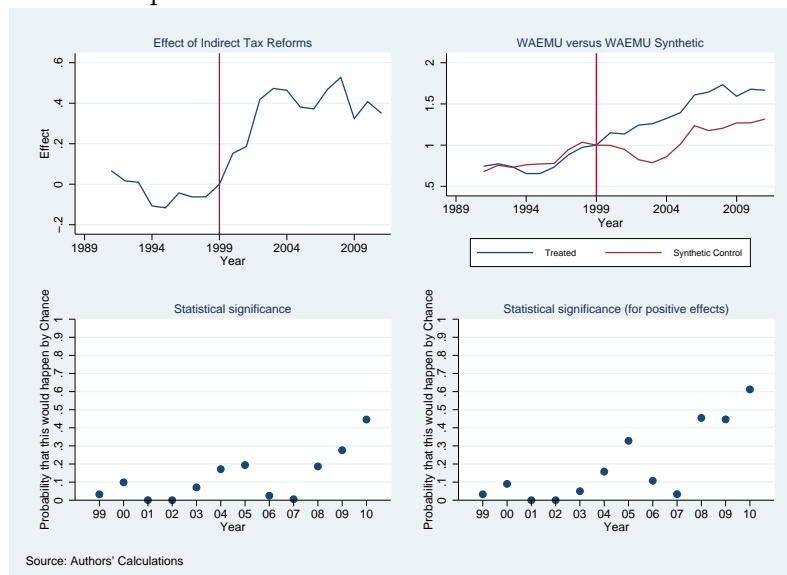 Effect of Indirect Tax Reforms
.6
.4
.2
0
-.2
Effect
1989 1994 1999 2004 2009
Year
WAEMU versus WAEMU Synthetic
2
1.5
1
.5
1989 1994 1999 2004 2009
Year
Treated Synthetic Control
Statistical significance
Probability that this would happen by Chance
1
.9
.8
.7
.6
.5
.4
.3
.2
.1
0
99 00 01 02 03 04 05 06 07 08 09 10
Year
Statistical significance (for positive effects)
Probability that this would happen by Chance
1
.9
.8
.7
.6
.5
.4
.3
.2
.1
0
99 00 01 02 03 04 05 06 07 08 09 10
Year
Source: Authors' Calculations